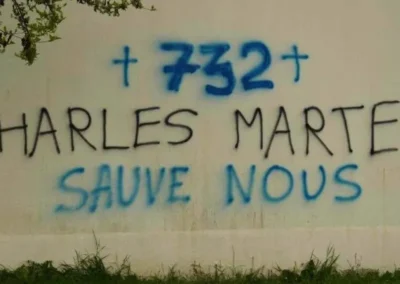 † 732 †
HARLES MARTE
SAUVE NOUS